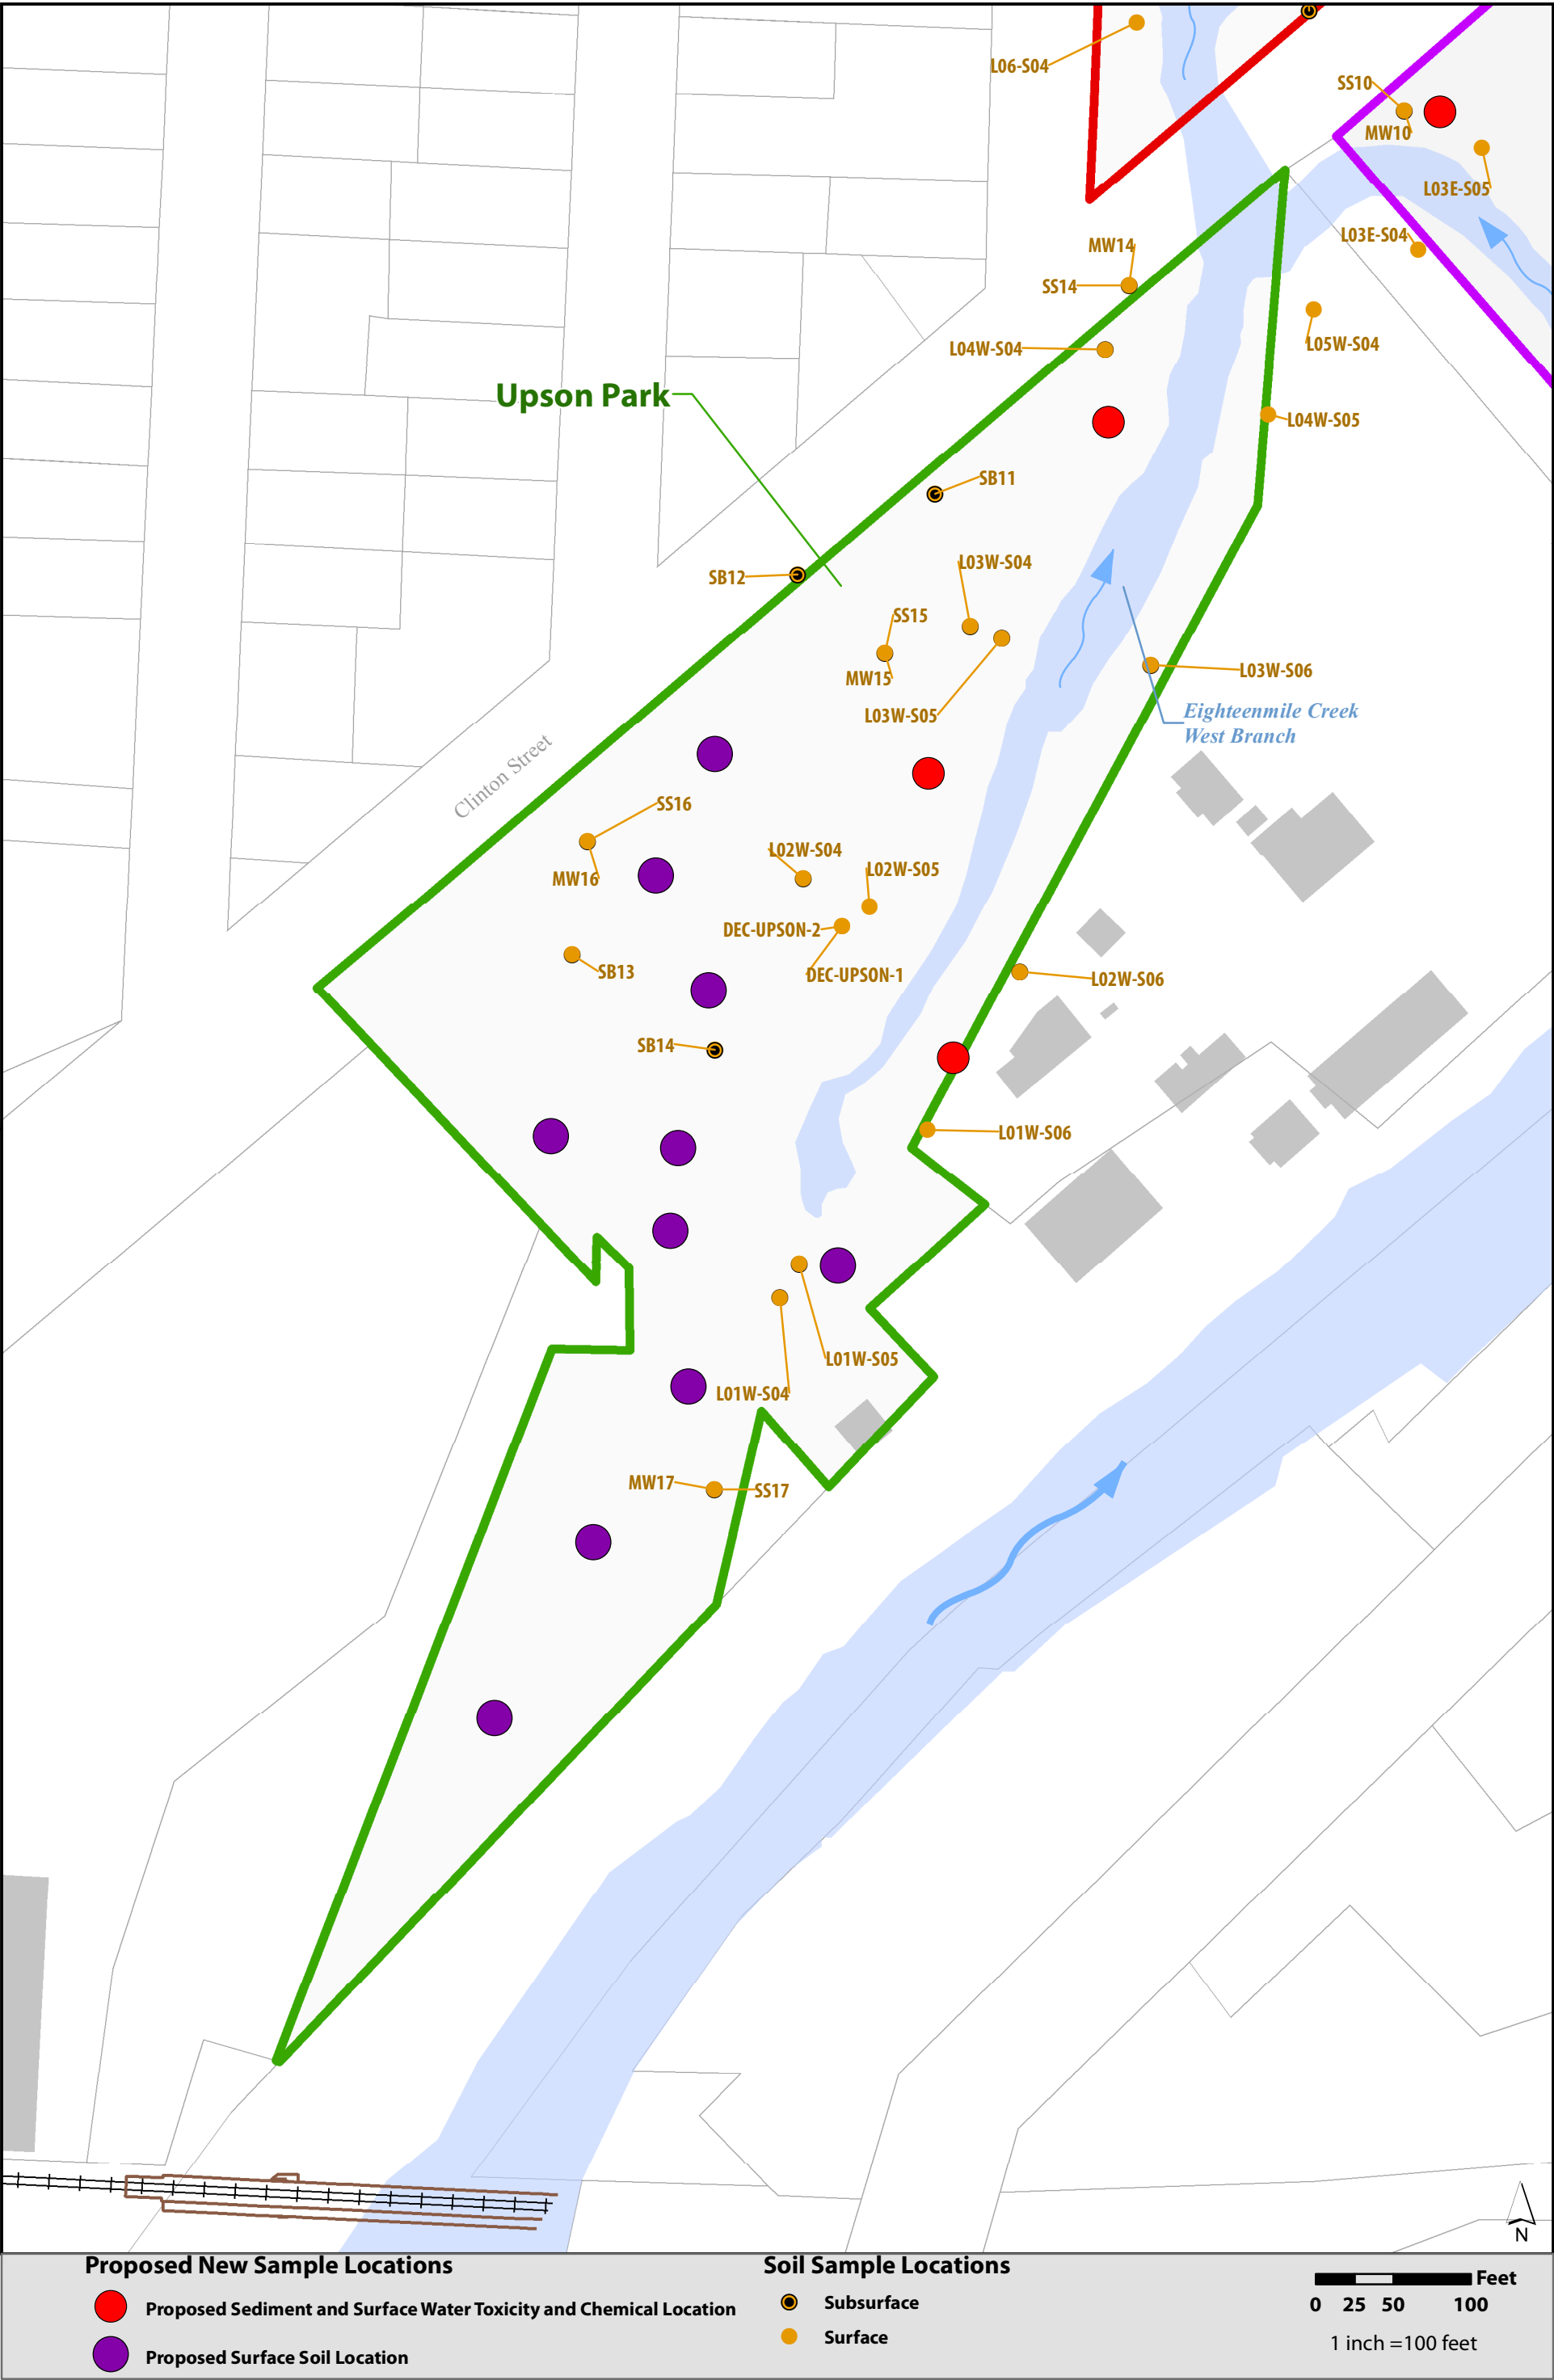 L06-S04
SS10
MW10
L03E-S05
L03E-S04
MW14
SS14
L05W-S04
L04W-S04
Upson Park
L04W-S05
SB11
SB12
L03W-S04
SS15
MW15
L03W-S06
L03W-S05
Eighteenmile Creek
West Branch
Clinton Street
SS16
L02W-S04
L02W-S05
MW16
DEC-UPSON-2
SB13
DEC-UPSON-1
L02W-S06
SB14
L01W-S06
L01W-S05
L01W-S04
MW17
SS17
N
Proposed New Sample Locations
Proposed Sediment and Surface Water Toxicity and Chemical Location
Proposed Surface Soil Location
Soil Sample Locations
Subsurface
Surface
Feet
0 25 50 100
1 inch =100 feet